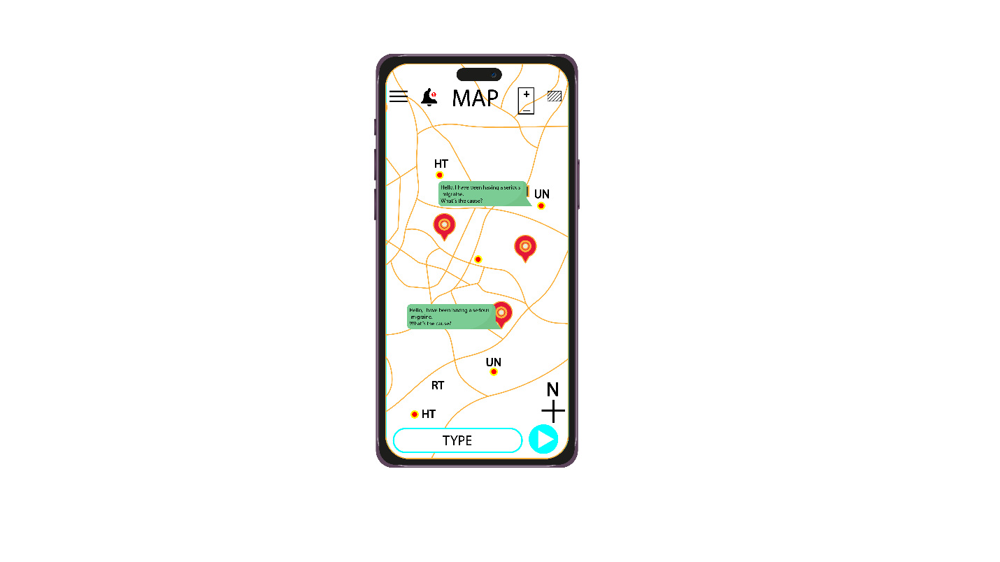 MAP
+
−
1
HT
Hello, I have been having a serious
migraine.
What's the cause?
UN
Hello, I have been having a serious
migraine.
What's the cause?
UN
RT
N
HT
TYPE